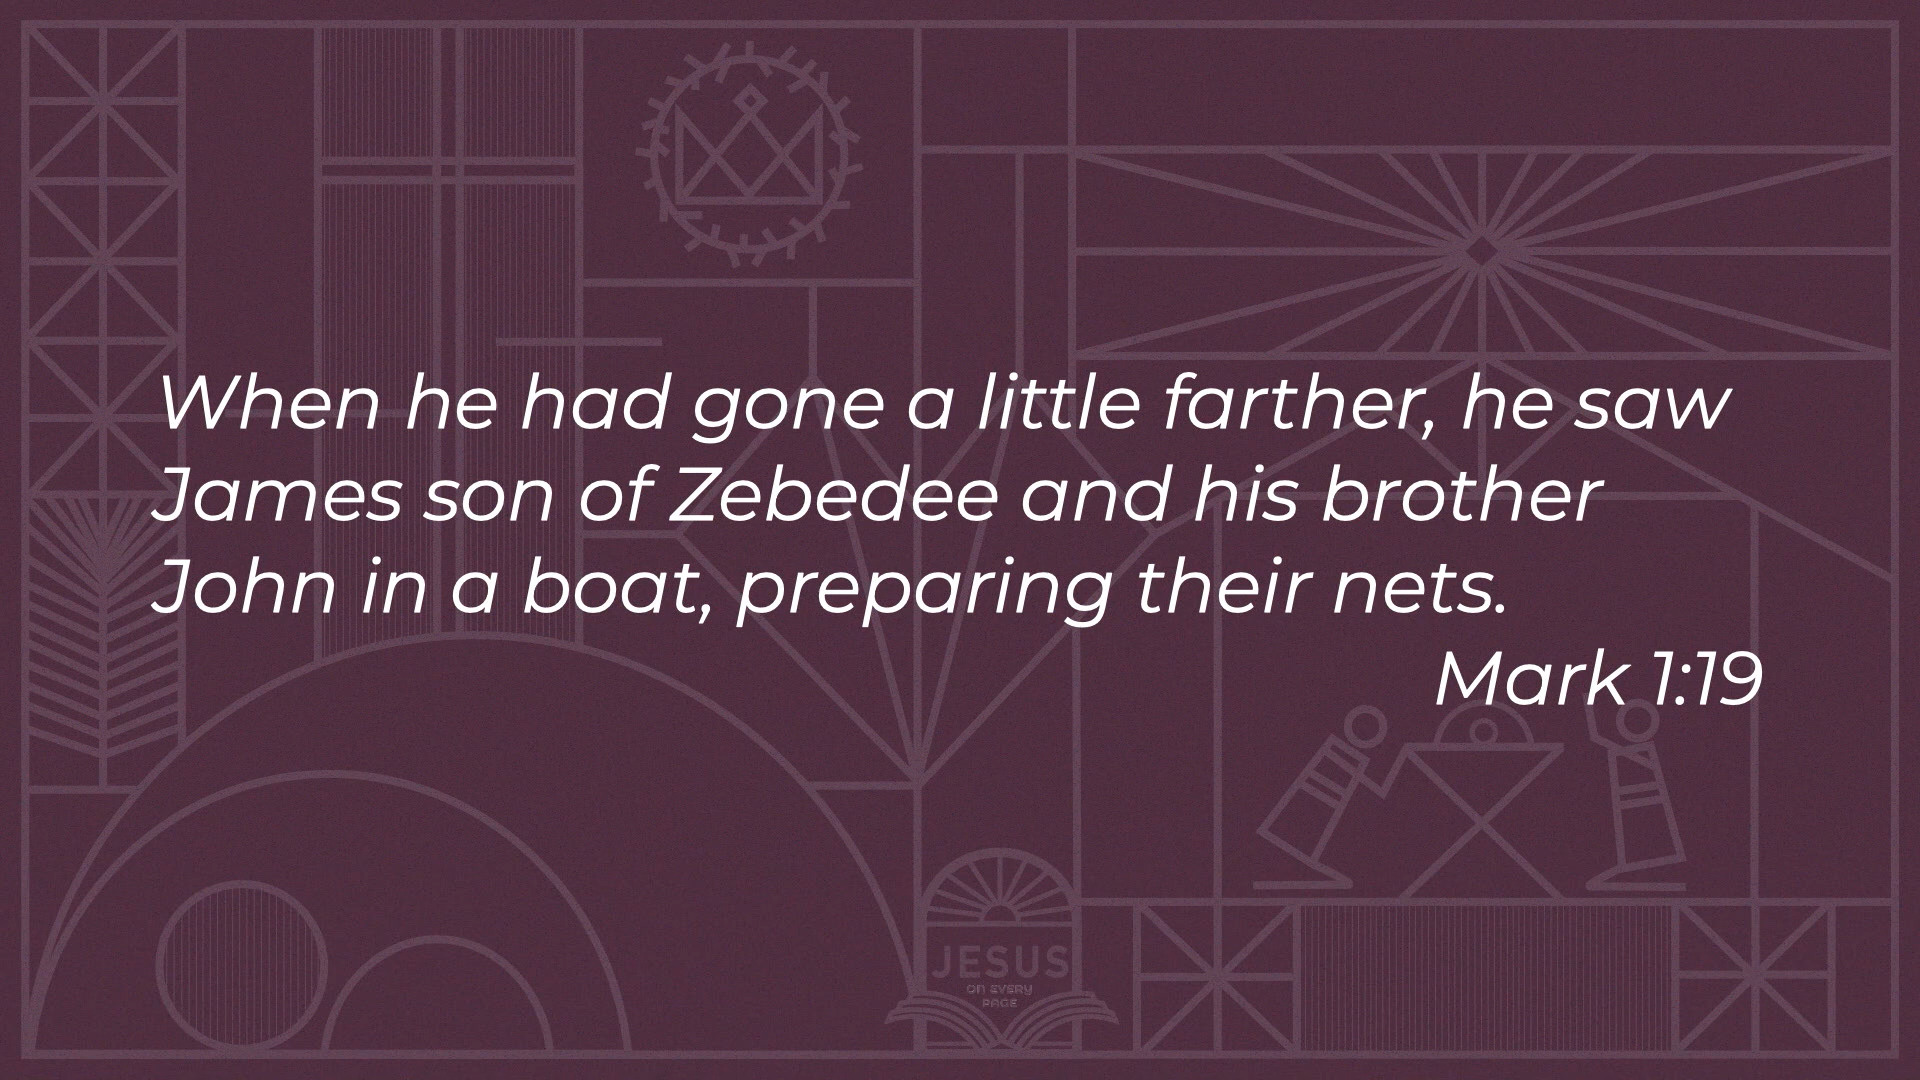 When he had gone a little farther, he saw
James son of Zebedee and his brother
John in a boat, preparing their nets.
Mark 1:19
JESUS
ON EVERY
PAGE